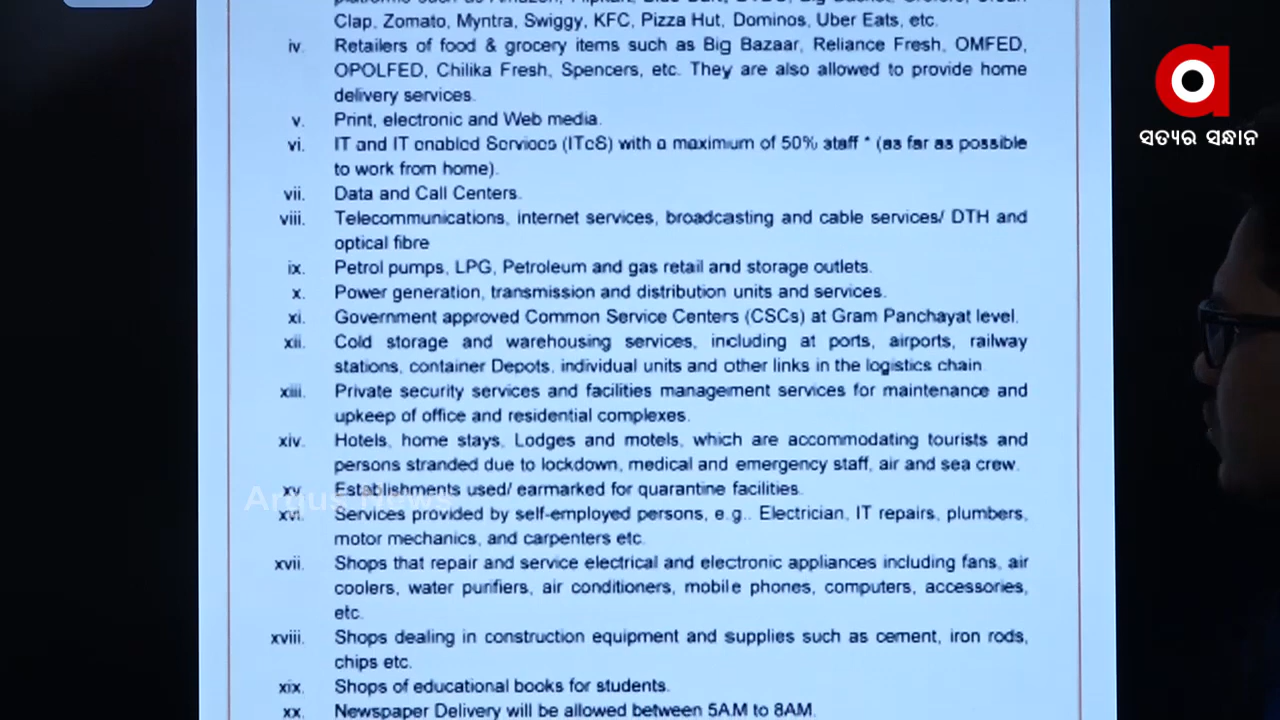 Clap, Zomato, Myntra, Swiggy, KFC, Pizza Hut, Dominos, Uber Eats, etc.
iv. Retailers of food & grocery items such as Big Bazaar, Reliance Fresh, OMFED,
OPOLFED, Chilika Fresh, Spencers, etc. They are also allowed to provide home
delivery services.
v. Print, electronic and Web media.
vi. IT and IT enabled Services (ITeS) with a maximum of 50% staff * (as far as possible
to work from home).
vii. Data and Call Centers.
viii. Telecommunications, internet services, broadcasting and cable services/ DTH and
optical fibre
ix. Petrol pumps, LPG, Petroleum and gas retail and storage outlets.
x. Power generation, transmission and distribution units and services.
xi. Government approved Common Service Centers (CSCs) at Gram Panchayat level.
xii. Cold storage and warehousing services, including at ports, airports, railway
stations, container Depots, individual units and other links in the logistics chain.
xiii. Private security services and facilities management services for maintenance and
upkeep of office and residential complexes.
xiv. Hotels, home stays, Lodges and motels, which are accommodating tourists and
persons stranded due to lockdown, medical and emergency staff, air and sea crew.
xv. Establishments used/ earmarked for quarantine facilities.
xvi. Services provided by self-employed persons, e.g., Electrician, IT repairs, plumbers,
motor mechanics, and carpenters etc.
xvii. Shops that repair and service electrical and electronic appliances including fans, air
coolers, water purifiers, air conditioners, mobile phones, computers, accessories,
etc.
xviii. Shops dealing in construction equipment and supplies such as cement, iron rods,
chips etc.
xix. Shops of educational books for students.
xx. Newspaper Delivery will be allowed between 5AM to 8AM.
Argus News
ସତ୍ୟର ସନ୍ଧାନ